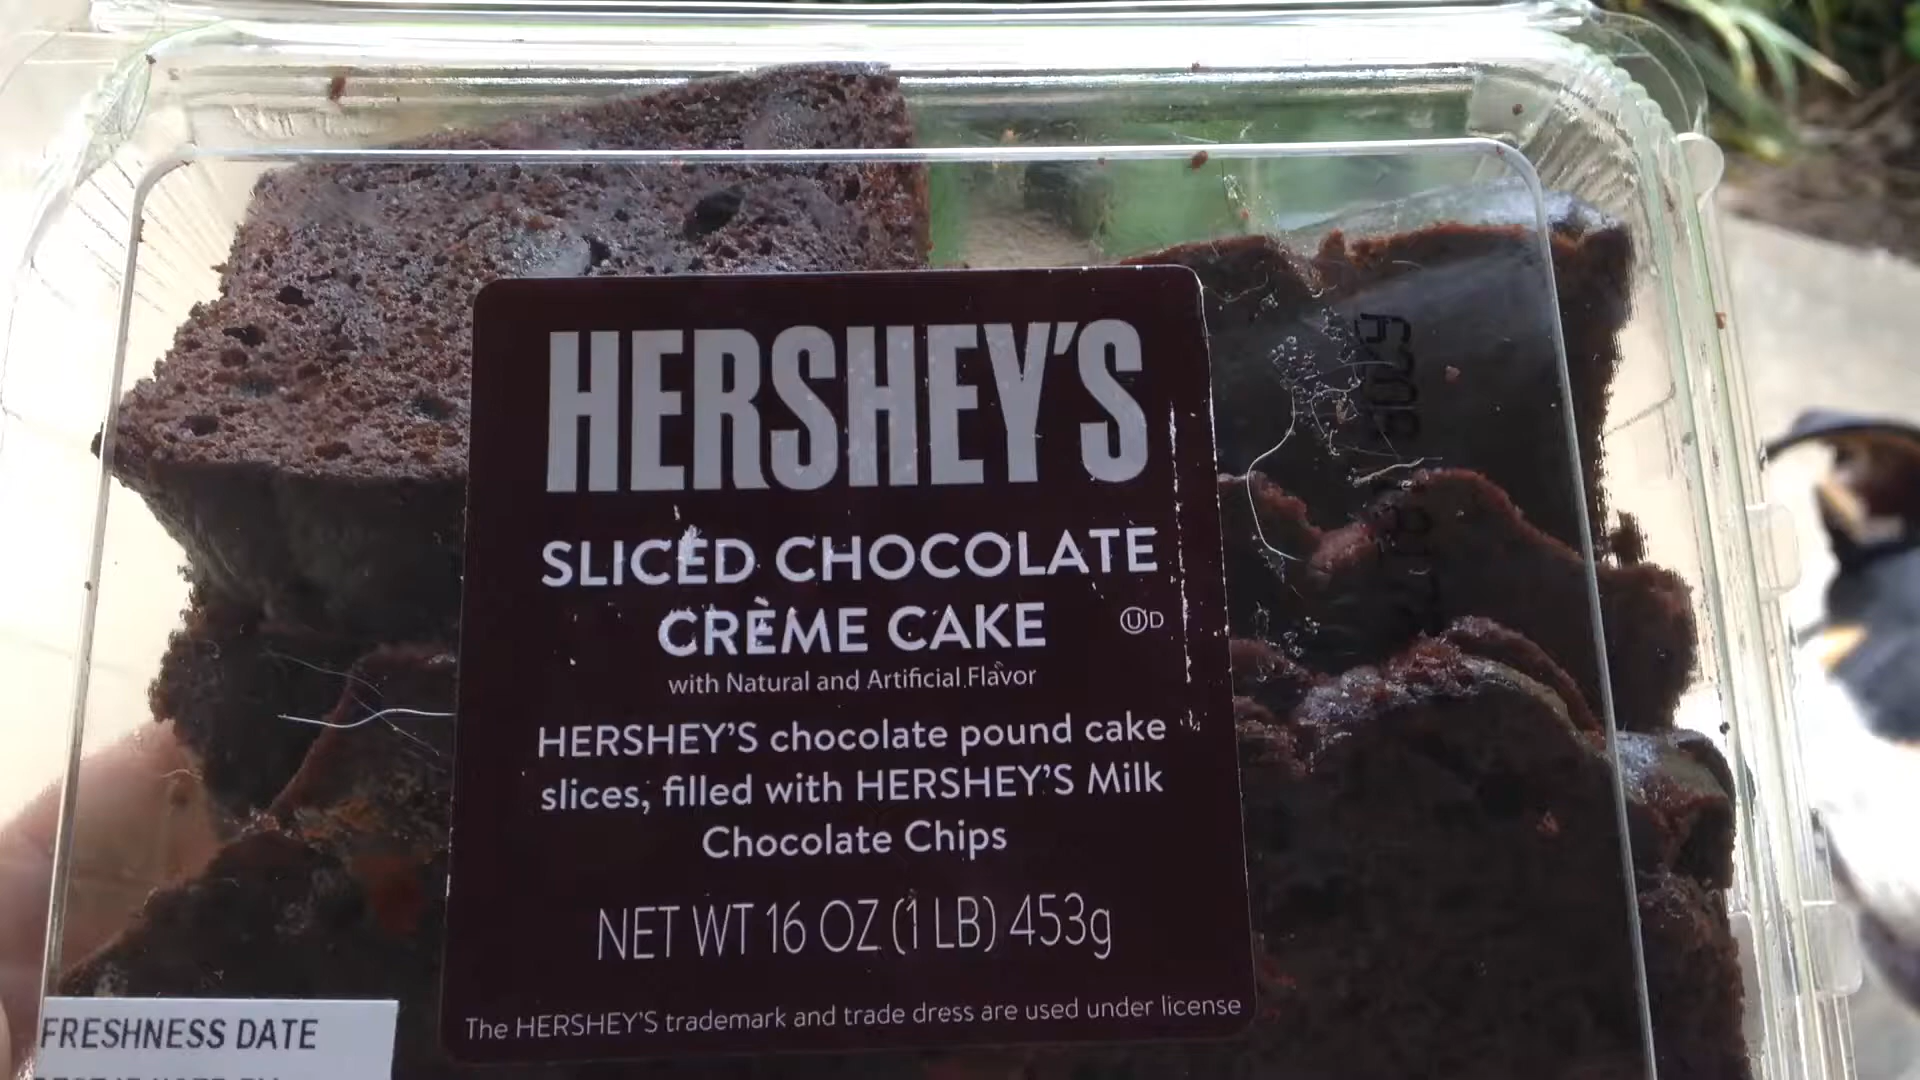 HERSHEY'S
SLICED CHOCOLATE
CRÈME CAKE
UD
with Natural and Artificial Flavor
HERSHEY'S chocolate pound cake
slices, filled with HERSHEY'S Milk
Chocolate Chips
NET WT 16 OZ (1 LB) 453g
The HERSHEY'S trademark and trade dress are used under license
FRESHNESS DATE